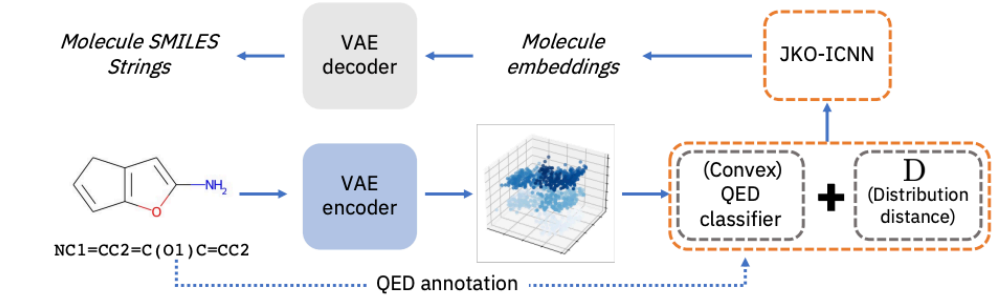 Molecule SMILES
Strings
VAE
decoder
Molecule
embeddings
JKO-ICNN
NH2
O
NC1=CC2=C(O1)C=CC2
VAE
encoder
(Convex)
QED
classifier
+
D
(Distribution
distance)
QED annotation